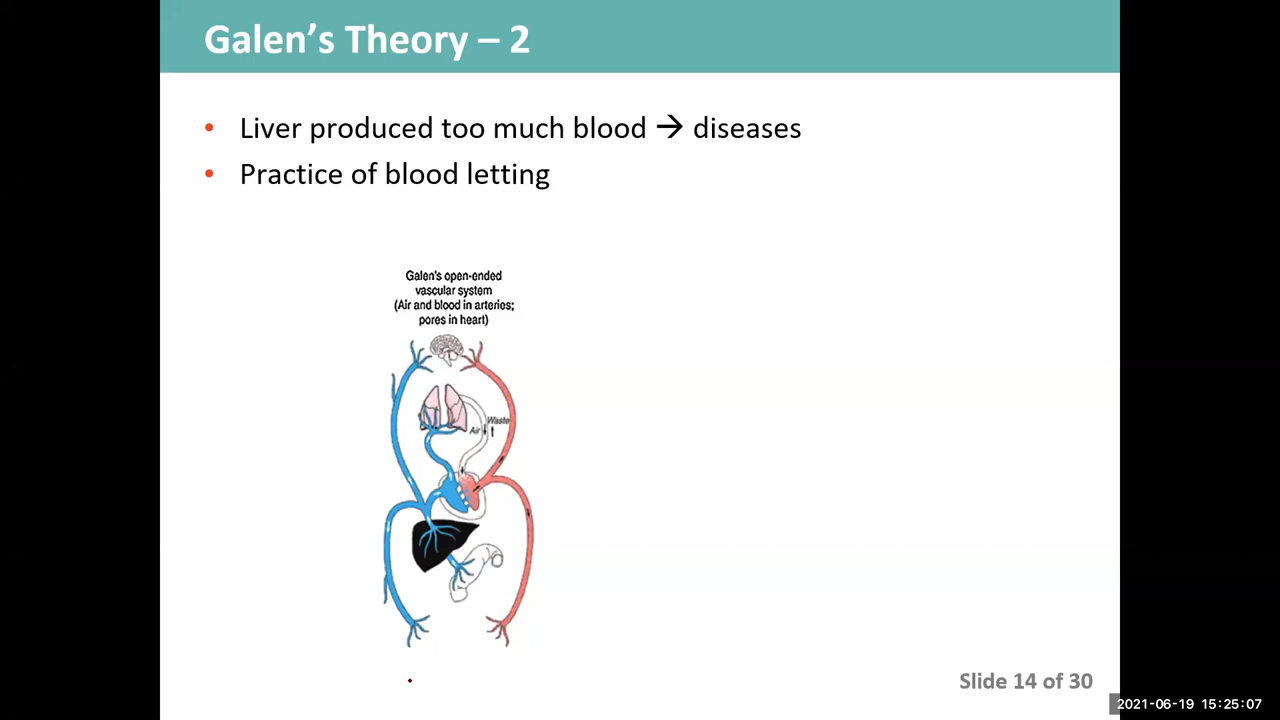 Galen's Theory – 2
• Liver produced too much blood → diseases
• Practice of blood letting
Galen's open-ended
vascular system
(Air and blood in arteries;
pores in heart)
Waste
Air
Slide 14 of 30
2021-06-19 15:25:07